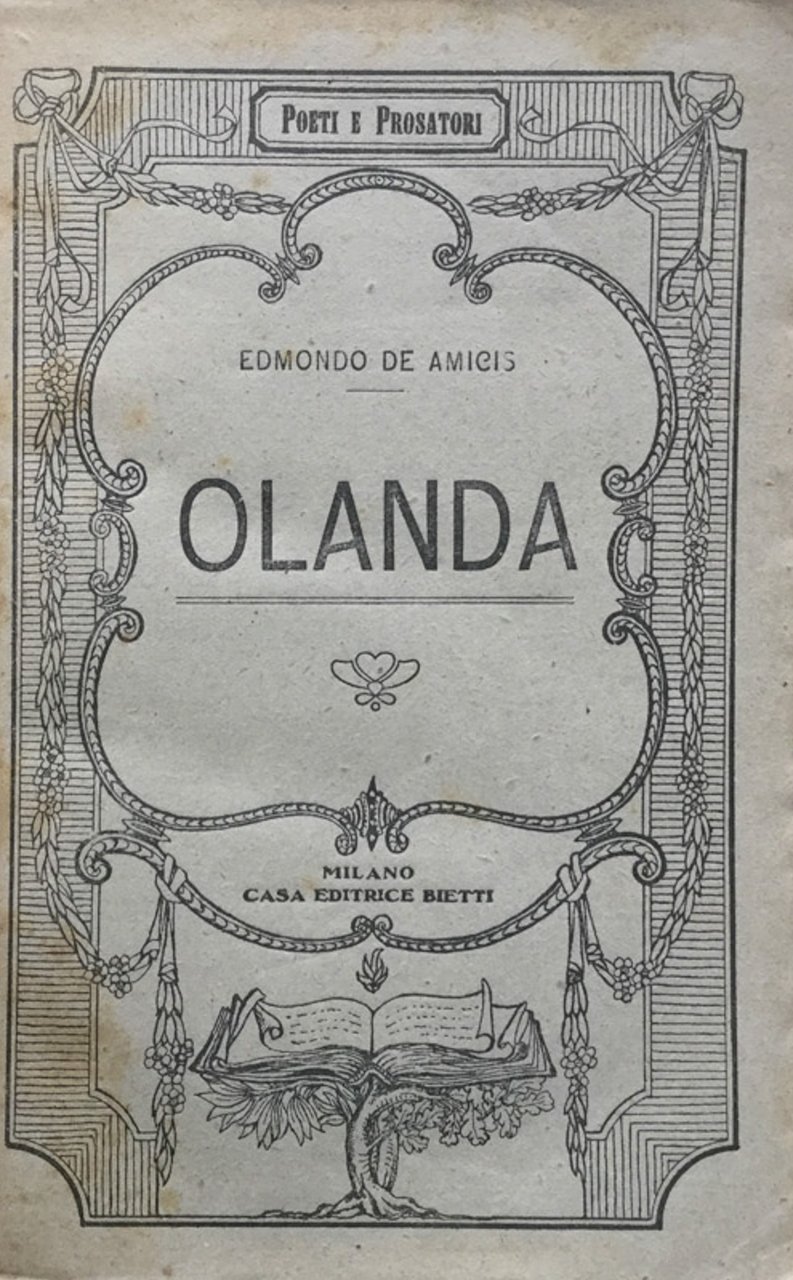 POETI E PROSATORI
EDMONDO DE AMICIS
OLANDA
MILANO
CASA EDITRICE BIETTI